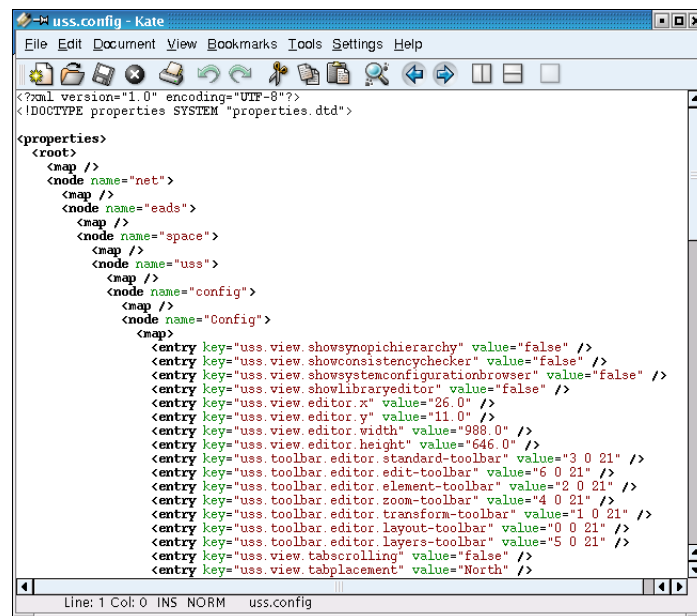 uss.config - Kate
File Edit Document View Bookmarks Tools Settings Help
<?xml version="1.0" encoding="UTF-8"?>
<!DOCTYPE properties SYSTEM "properties.dtd">
<properties>
<root>
<map />
<node name="net">
<map />
<node name="eads">
<map />
<node name="space">
<map />
<node name="uss">
<map />
<node name="config">
<map />
<node name="Config">
<map>
<entry key="uss.view.showsynopichierarchy" value="false" />
<entry key="uss.view.showconsistencychecker" value="false" />
<entry key="uss.view.showsystemconfigurationbrowser" value="false" />
<entry key="uss.view.showlibraryeditor" value="false" />
<entry key="uss.view.editor.x" value="26.0" />
<entry key="uss.view.editor.y" value="11.0" />
<entry key="uss.view.editor.width" value="988.0" />
<entry key="uss.view.editor.height" value="646.0" />
<entry key="uss.toolbar.editor.standard-toolbar" value="3 0 21" />
<entry key="uss.toolbar.editor.edit-toolbar" value="6 0 21" />
<entry key="uss.toolbar.editor.element-toolbar" value="2 0 21" />
<entry key="uss.toolbar.editor.zoom-toolbar" value="4 0 21" />
<entry key="uss.toolbar.editor.transform-toolbar" value="1 0 21" />
<entry key="uss.toolbar.editor.layout-toolbar" value="0 0 21" />
<entry key="uss.toolbar.editor.layers-toolbar" value="5 0 21" />
<entry key="uss.view.tabscrolling" value="false" />
<entry key="uss.view.tabplacement" value="North" />
Line: 1 Col: 0 INS NORM uss.config